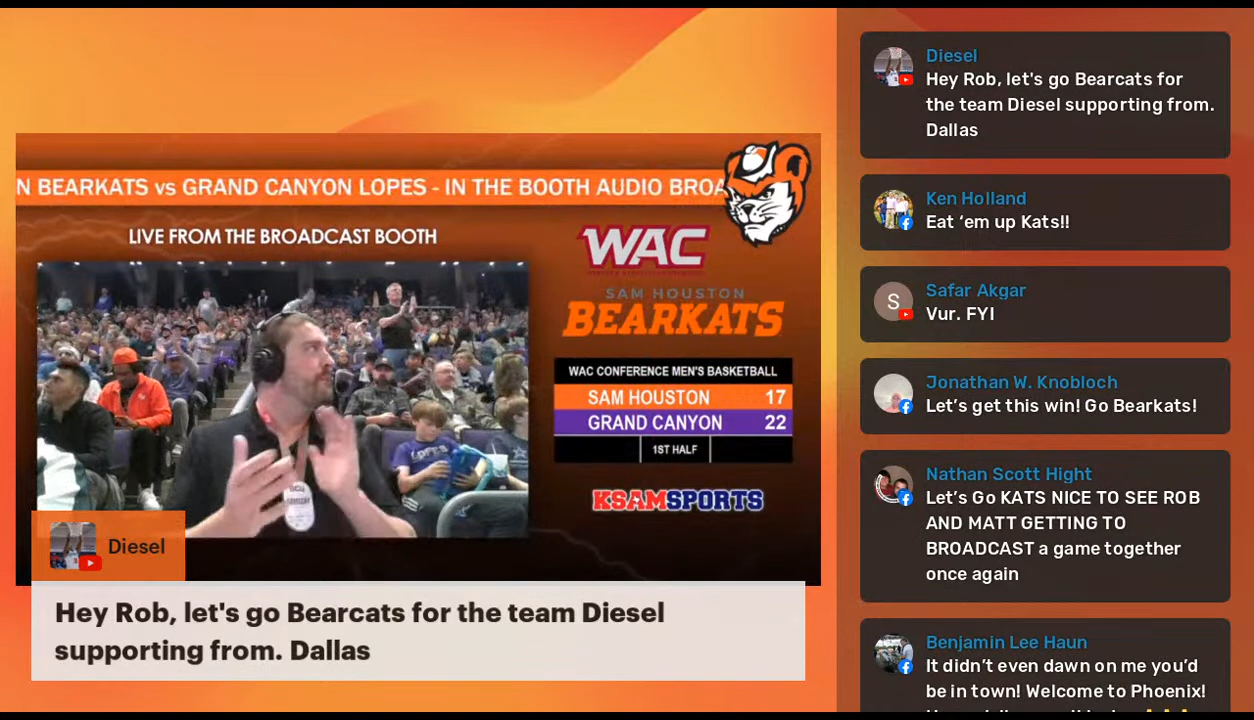 N BEARKATS vs GRAND CANYON LOPES - IN THE BOOTH AUDIO BROA
LIVE FROM THE BROADCAST BOOTH
WAC
SAM HOUSTON
BEARKATS
WAC CONFERENCE MEN'S BASKETBALL
SAM HOUSTON 17
GRAND CANYON 22
1ST HALF
KSAMSPORTS
LOPES
GCU
Diesel
Hey Rob, let's go Bearcats for the team Diesel
supporting from. Dallas
Diesel
Hey Rob, let's go Bearcats for
the team Diesel supporting from.
Dallas
Ken Holland
Eat ‘em up Kats!!
S
Safar Akgar
Vur. FYI
Jonathan W. Knobloch
Let’s get this win! Go Bearkats!
Nathan Scott Hight
Let’s Go KATS NICE TO SEE ROB
AND MATT GETTING TO
BROADCAST a game together
once again
Benjamin Lee Haun
It didn’t even dawn on me you’d
be in town! Welcome to Phoenix!